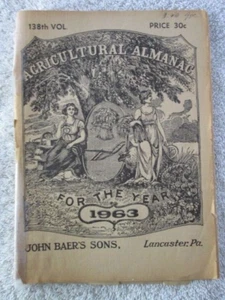 138th VOL. PRICE 30c
AGRICULTURAL ALMANAC
FOR THE YEAR
1963
JOHN BAER'S SONS, Lancaster, Pa.